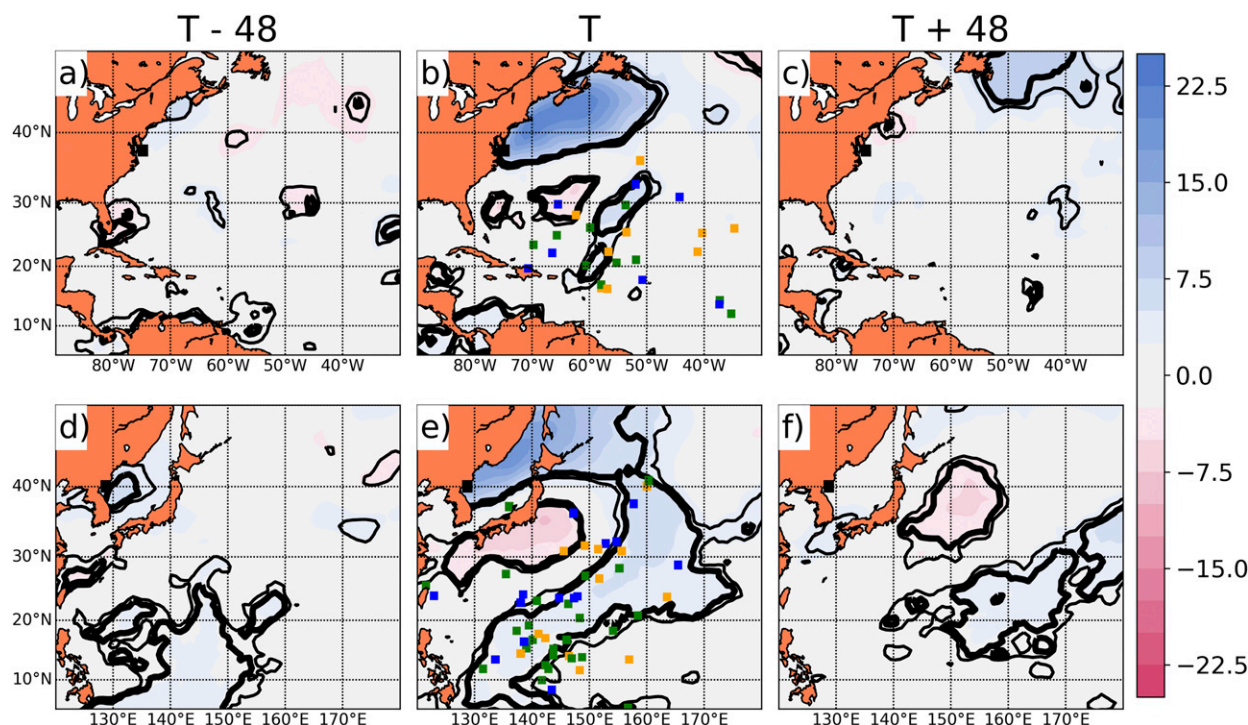 T - 48 T T + 48
a) b) c)
22.5
40°N
15.0
30°N
20°N
7.5
10°N
80°W 70°W 60°W 50°W 40°W 80°W 70°W 60°W 50°W 40°W 80°W 70°W 60°W 50°W 40°W
0.0
d) e) f)
−7.5
40°N
30°N
−15.0
20°N
−22.5
10°N
130°E 140°E 150°E 160°E 170°E 130°E 140°E 150°E 160°E 170°E 130°E 140°E 150°E 160°E 170°E